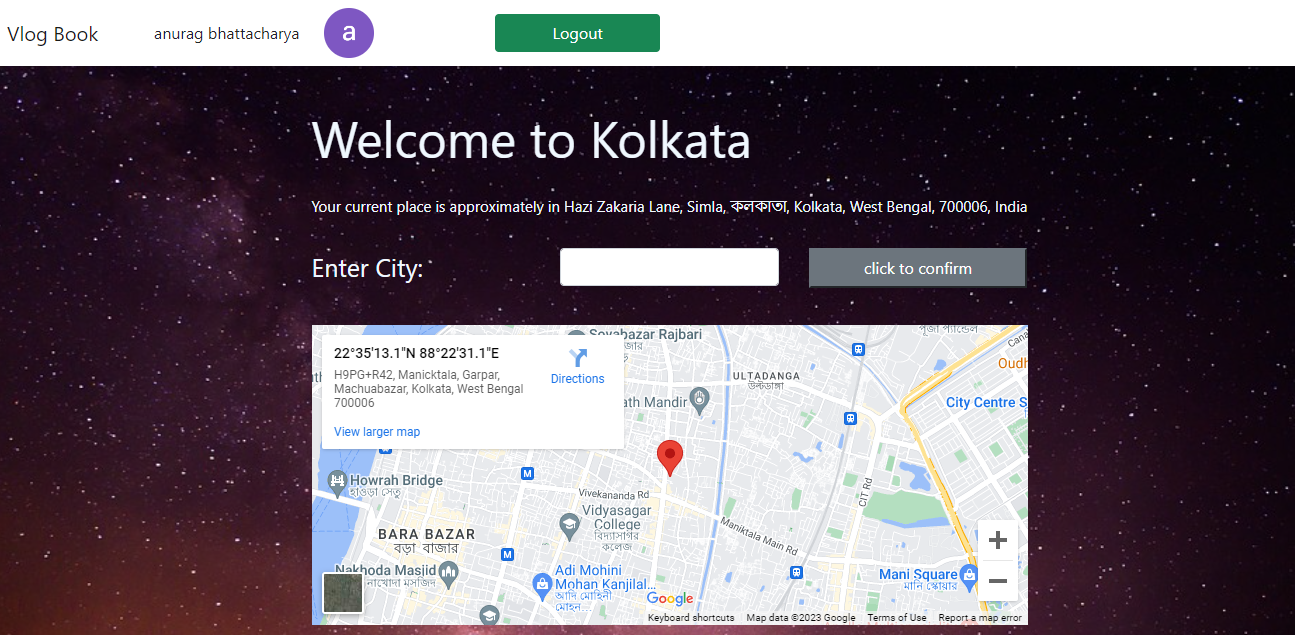 Vlog Book
anurag bhattacharya
a
Logout
Welcome to Kolkata
Your current place is approximately in Hazi Zakaria Lane, Simla, কলকাতা, Kolkata, West Bengal, 700006, India
Enter City:
click to confirm
22°35'13.1"N 88°22'31.1"E
H9PG+R42, Manicktala, Garpar,
Machuabazar, Kolkata, West Bengal
700006
Directions
View larger map
Sovabazar Rajbari
ULTADANGA
উল্টাডাঙ্গা
ath Mandir
পূজা প্যান্ডেল
Oudh
City Centre S
Howrah Bridge
হাওড়া সেতু
Vivekananda Rd
Vidyasagar
College
বিদ্যাসাগর
কলেজ
CIT Rd
Maniktala Main Rd
BARA BAZAR
বড়া বাজার
M
M
Nakhoda Masjid
নাখোদা মসজিদ
Adi Mohini
Mohan Kanjilal...
আদি মোহিনী
মোহন...
Mani Square
মানি স্কোয়ার
+
−
Google
Keyboard shortcuts
Map data ©2023 Google
Terms of Use
Report a map error